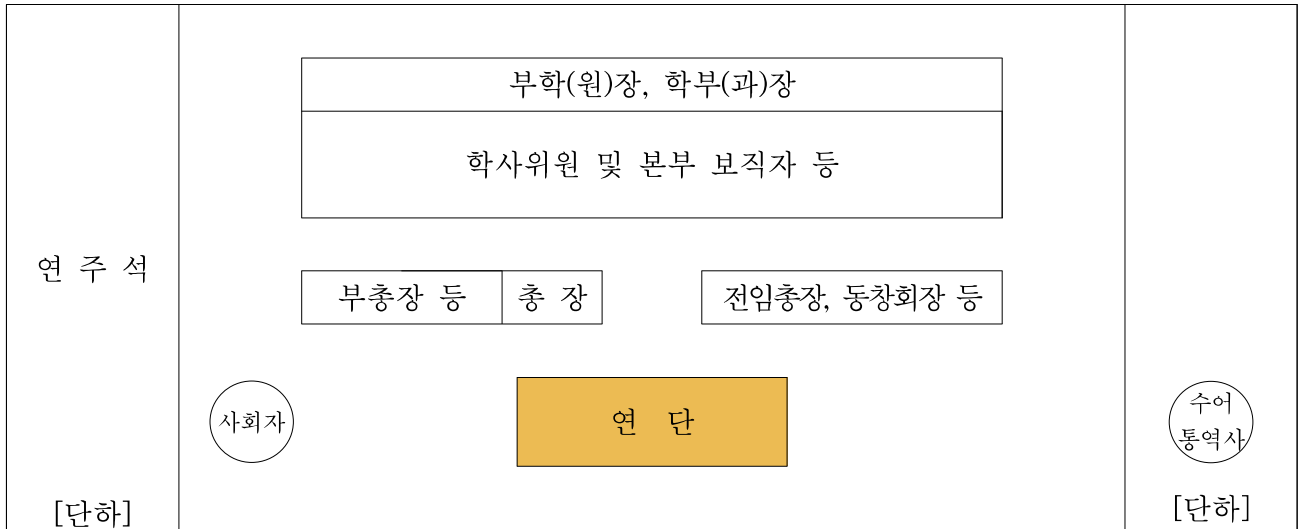 부학(원)장, 학부(과)장
학사위원 및 본부 보직자 등
연 주 석
부총장 등
총 장
전임총장, 동창회장 등
사회자
연 단
수어
통역사
[단하]
[단하]